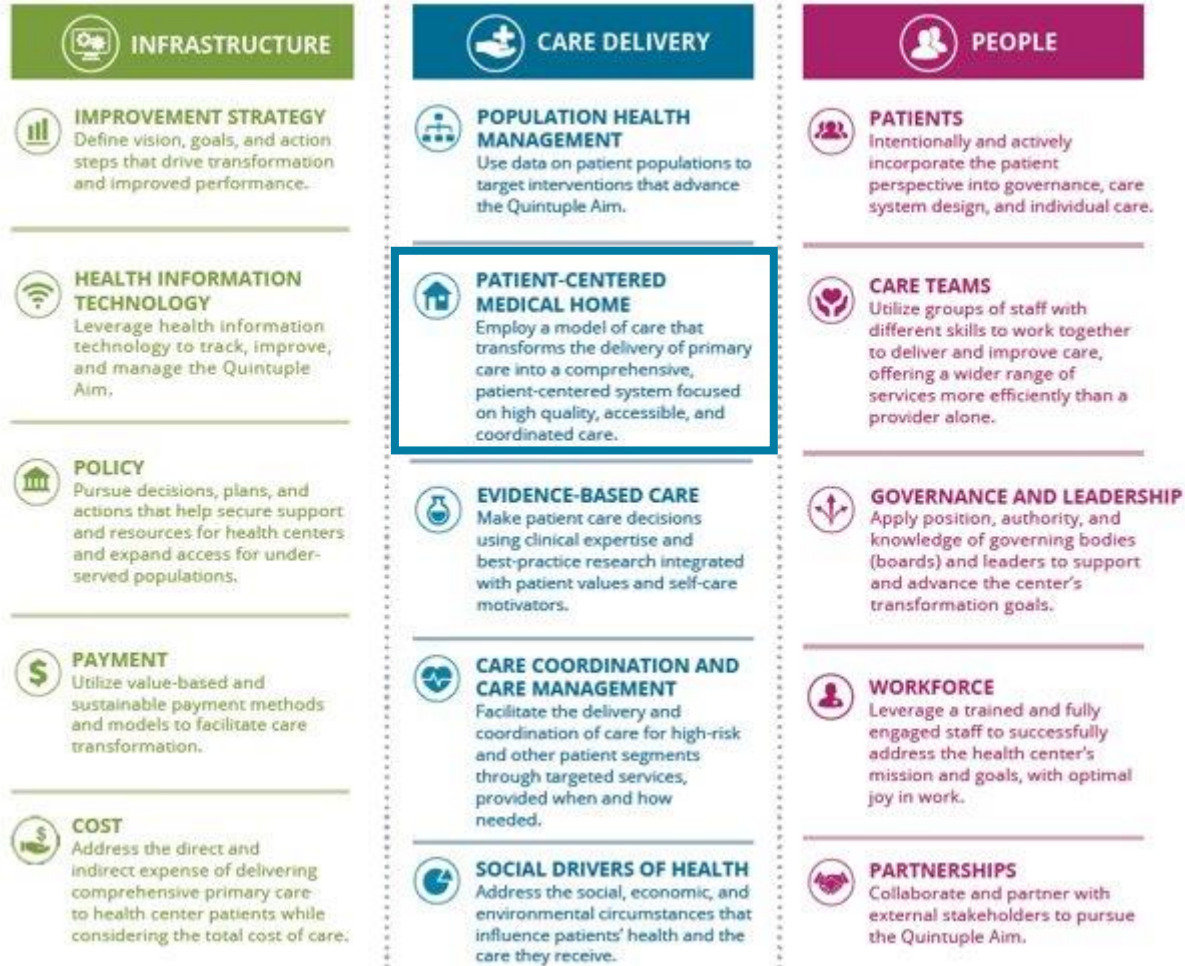 INFRASTRUCTURE
IMPROVEMENT STRATEGY
Define vision, goals, and action
steps that drive transformation
and improved performance.
HEALTH INFORMATION
TECHNOLOGY
Leverage health information
technology to track, improve,
and manage the Quintuple
Aim.
POLICY
Pursue decisions, plans, and
actions that help secure support
and resources for health centers
and expand access for under-
served populations.
PAYMENT
Utilize value-based and
sustainable payment methods
and models to facilitate care
transformation.
COST
Address the direct and
indirect expense of delivering
comprehensive primary care
to health center patients while
considering the total cost of care.
CARE DELIVERY
POPULATION HEALTH
MANAGEMENT
Use data on patient populations to
target interventions that advance
the Quintuple Aim.
PATIENT-CENTERED
MEDICAL HOME
Employ a model of care that
transforms the delivery of primary
care into a comprehensive,
patient-centered system focused
on high quality, accessible, and
coordinated care.
EVIDENCE-BASED CARE
Make patient care decisions
using clinical expertise and
best-practice research integrated
with patient values and self-care
motivators.
CARE COORDINATION AND
CARE MANAGEMENT
Facilitate the delivery and
coordination of care for high-risk
and other patient segments
through targeted services,
provided when and how
needed.
SOCIAL DRIVERS OF HEALTH
Address the social, economic, and
environmental circumstances that
influence patients' health and the
care they receive.
PEOPLE
PATIENTS
Intentionally and actively
incorporate the patient
perspective into governance, care
system design, and individual care.
CARE TEAMS
Utilize groups of staff with
different skills to work together
to deliver and improve care,
offering a wider range of
services more efficiently than a
provider alone.
GOVERNANCE AND LEADERSHIP
Apply position, authority, and
knowledge of governing bodies
(boards) and leaders to support
and advance the center's
transformation goals.
WORKFORCE
Leverage a trained and fully
engaged staff to successfully
address the health center's
mission and goals, with optimal
joy in work.
PARTNERSHIPS
Collaborate and partner with
external stakeholders to pursue
the Quintuple Aim.